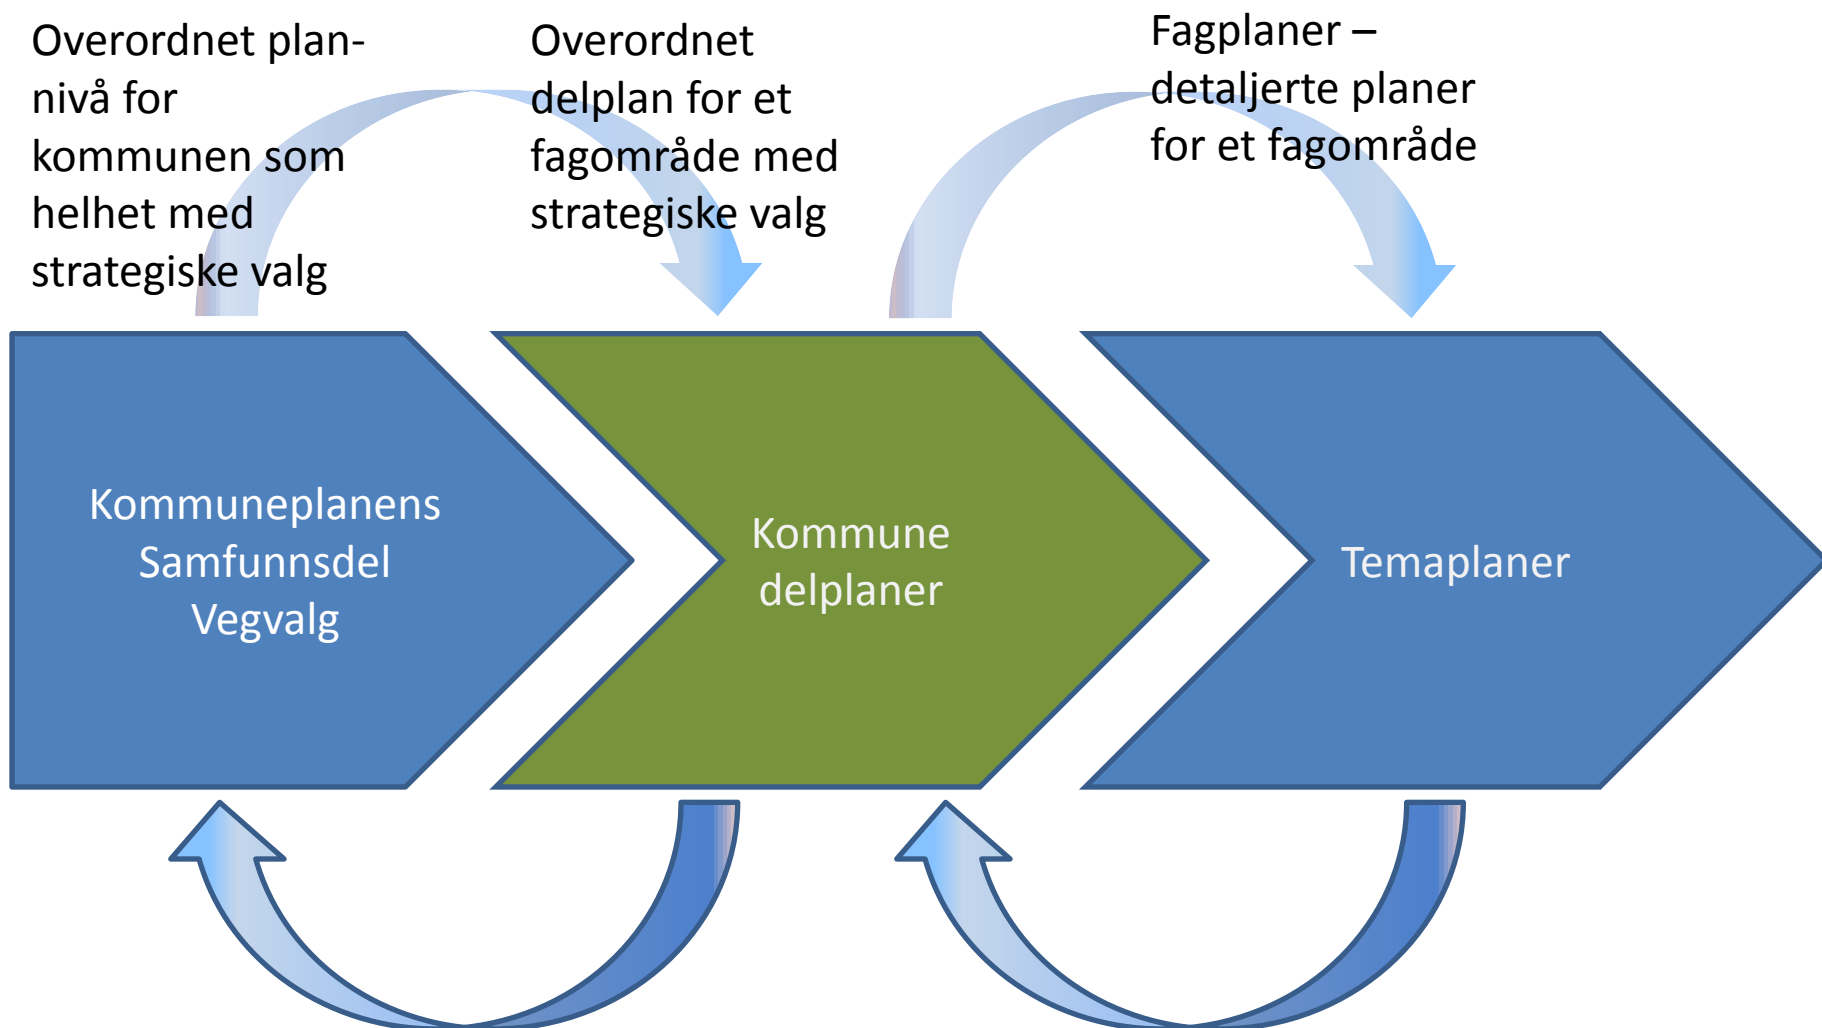 Overordnet plan-
nivå for
kommunen som
helhet med
strategiske valg
Overordnet
delplan for et
fagområde med
strategiske valg
Fagplaner –
detaljerte planer
for et fagområde
Kommuneplanens
Samfunnsdel
Vegvalg
Kommune
delplaner
Temaplaner